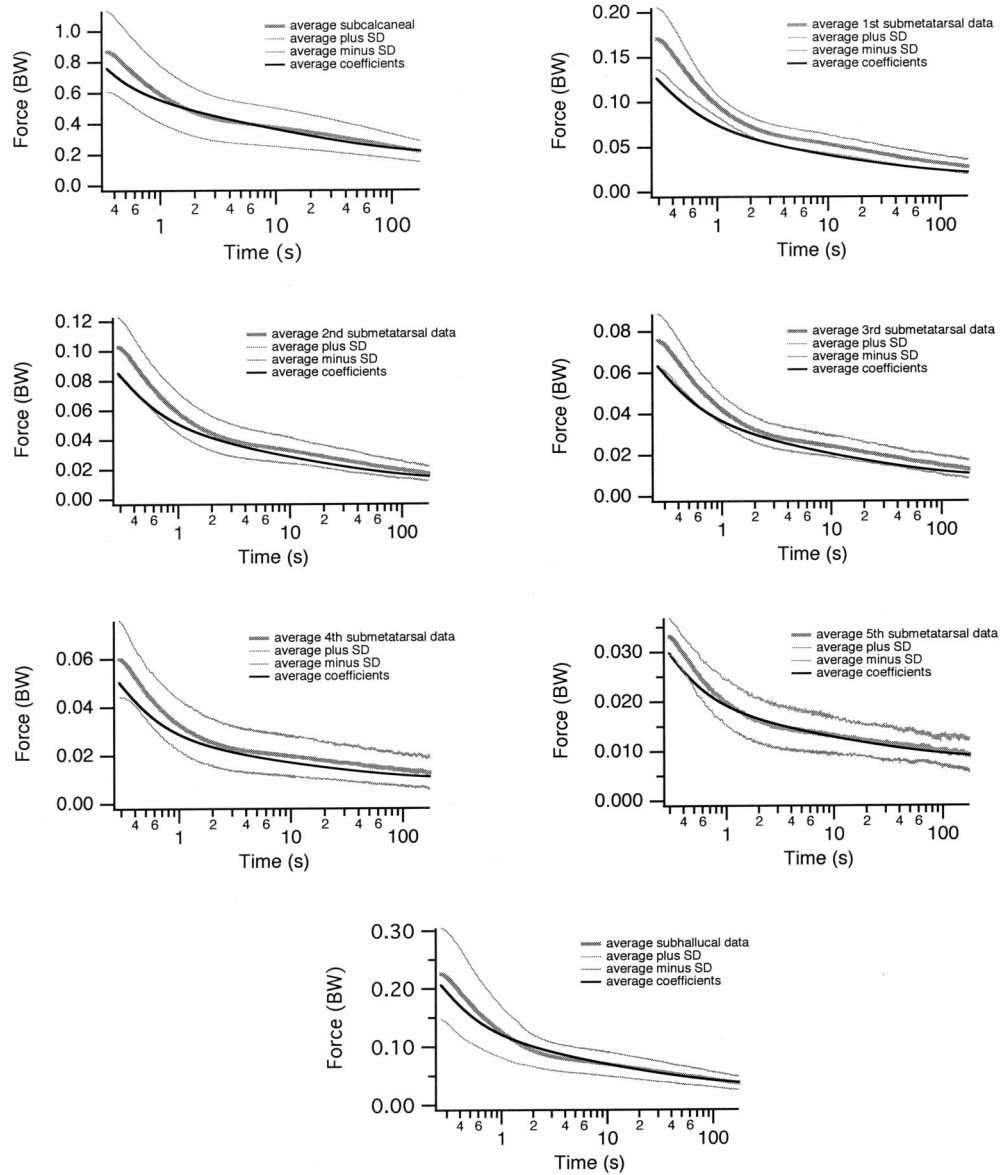 average subcalcaneal
average plus SD
average minus SD
average coefficients
Force (BW)
1.0
0.8
0.6
0.4
0.2
0.0
4 6 2 4 6 2 4 6
1 10 100
Time (s)
average 1st submetatarsal data
average plus SD
average minus SD
average coefficients
Force (BW)
0.20
0.15
0.10
0.05
0.00
4 6 2 4 6 2 4 6
1 10 100
Time (s)
average 2nd submetatarsal data
average plus SD
average minus SD
average coefficients
Force (BW)
0.12
0.10
0.08
0.06
0.04
0.02
0.00
4 6 2 4 6 2 4 6
1 10 100
Time (s)
average 3rd submetatarsal data
average plus SD
average minus SD
average coefficients
Force (BW)
0.08
0.06
0.04
0.02
0.00
4 6 2 4 6 2 4 6
1 10 100
Time (s)
average 4th submetatarsal data
average plus SD
average minus SD
average coefficients
Force (BW)
0.06
0.04
0.02
0.00
4 6 2 4 6 2 4 6
1 10 100
Time (s)
average 5th submetatarsal data
average plus SD
average minus SD
average coefficients
Force (BW)
0.030
0.020
0.010
0.000
4 6 2 4 6 2 4 6
1 10 100
Time (s)
average subhallucal data
average plus SD
average minus SD
average coefficients
Force (BW)
0.30
0.20
0.10
0.00
4 6 2 4 6 2 4 6
1 10 100
Time (s)